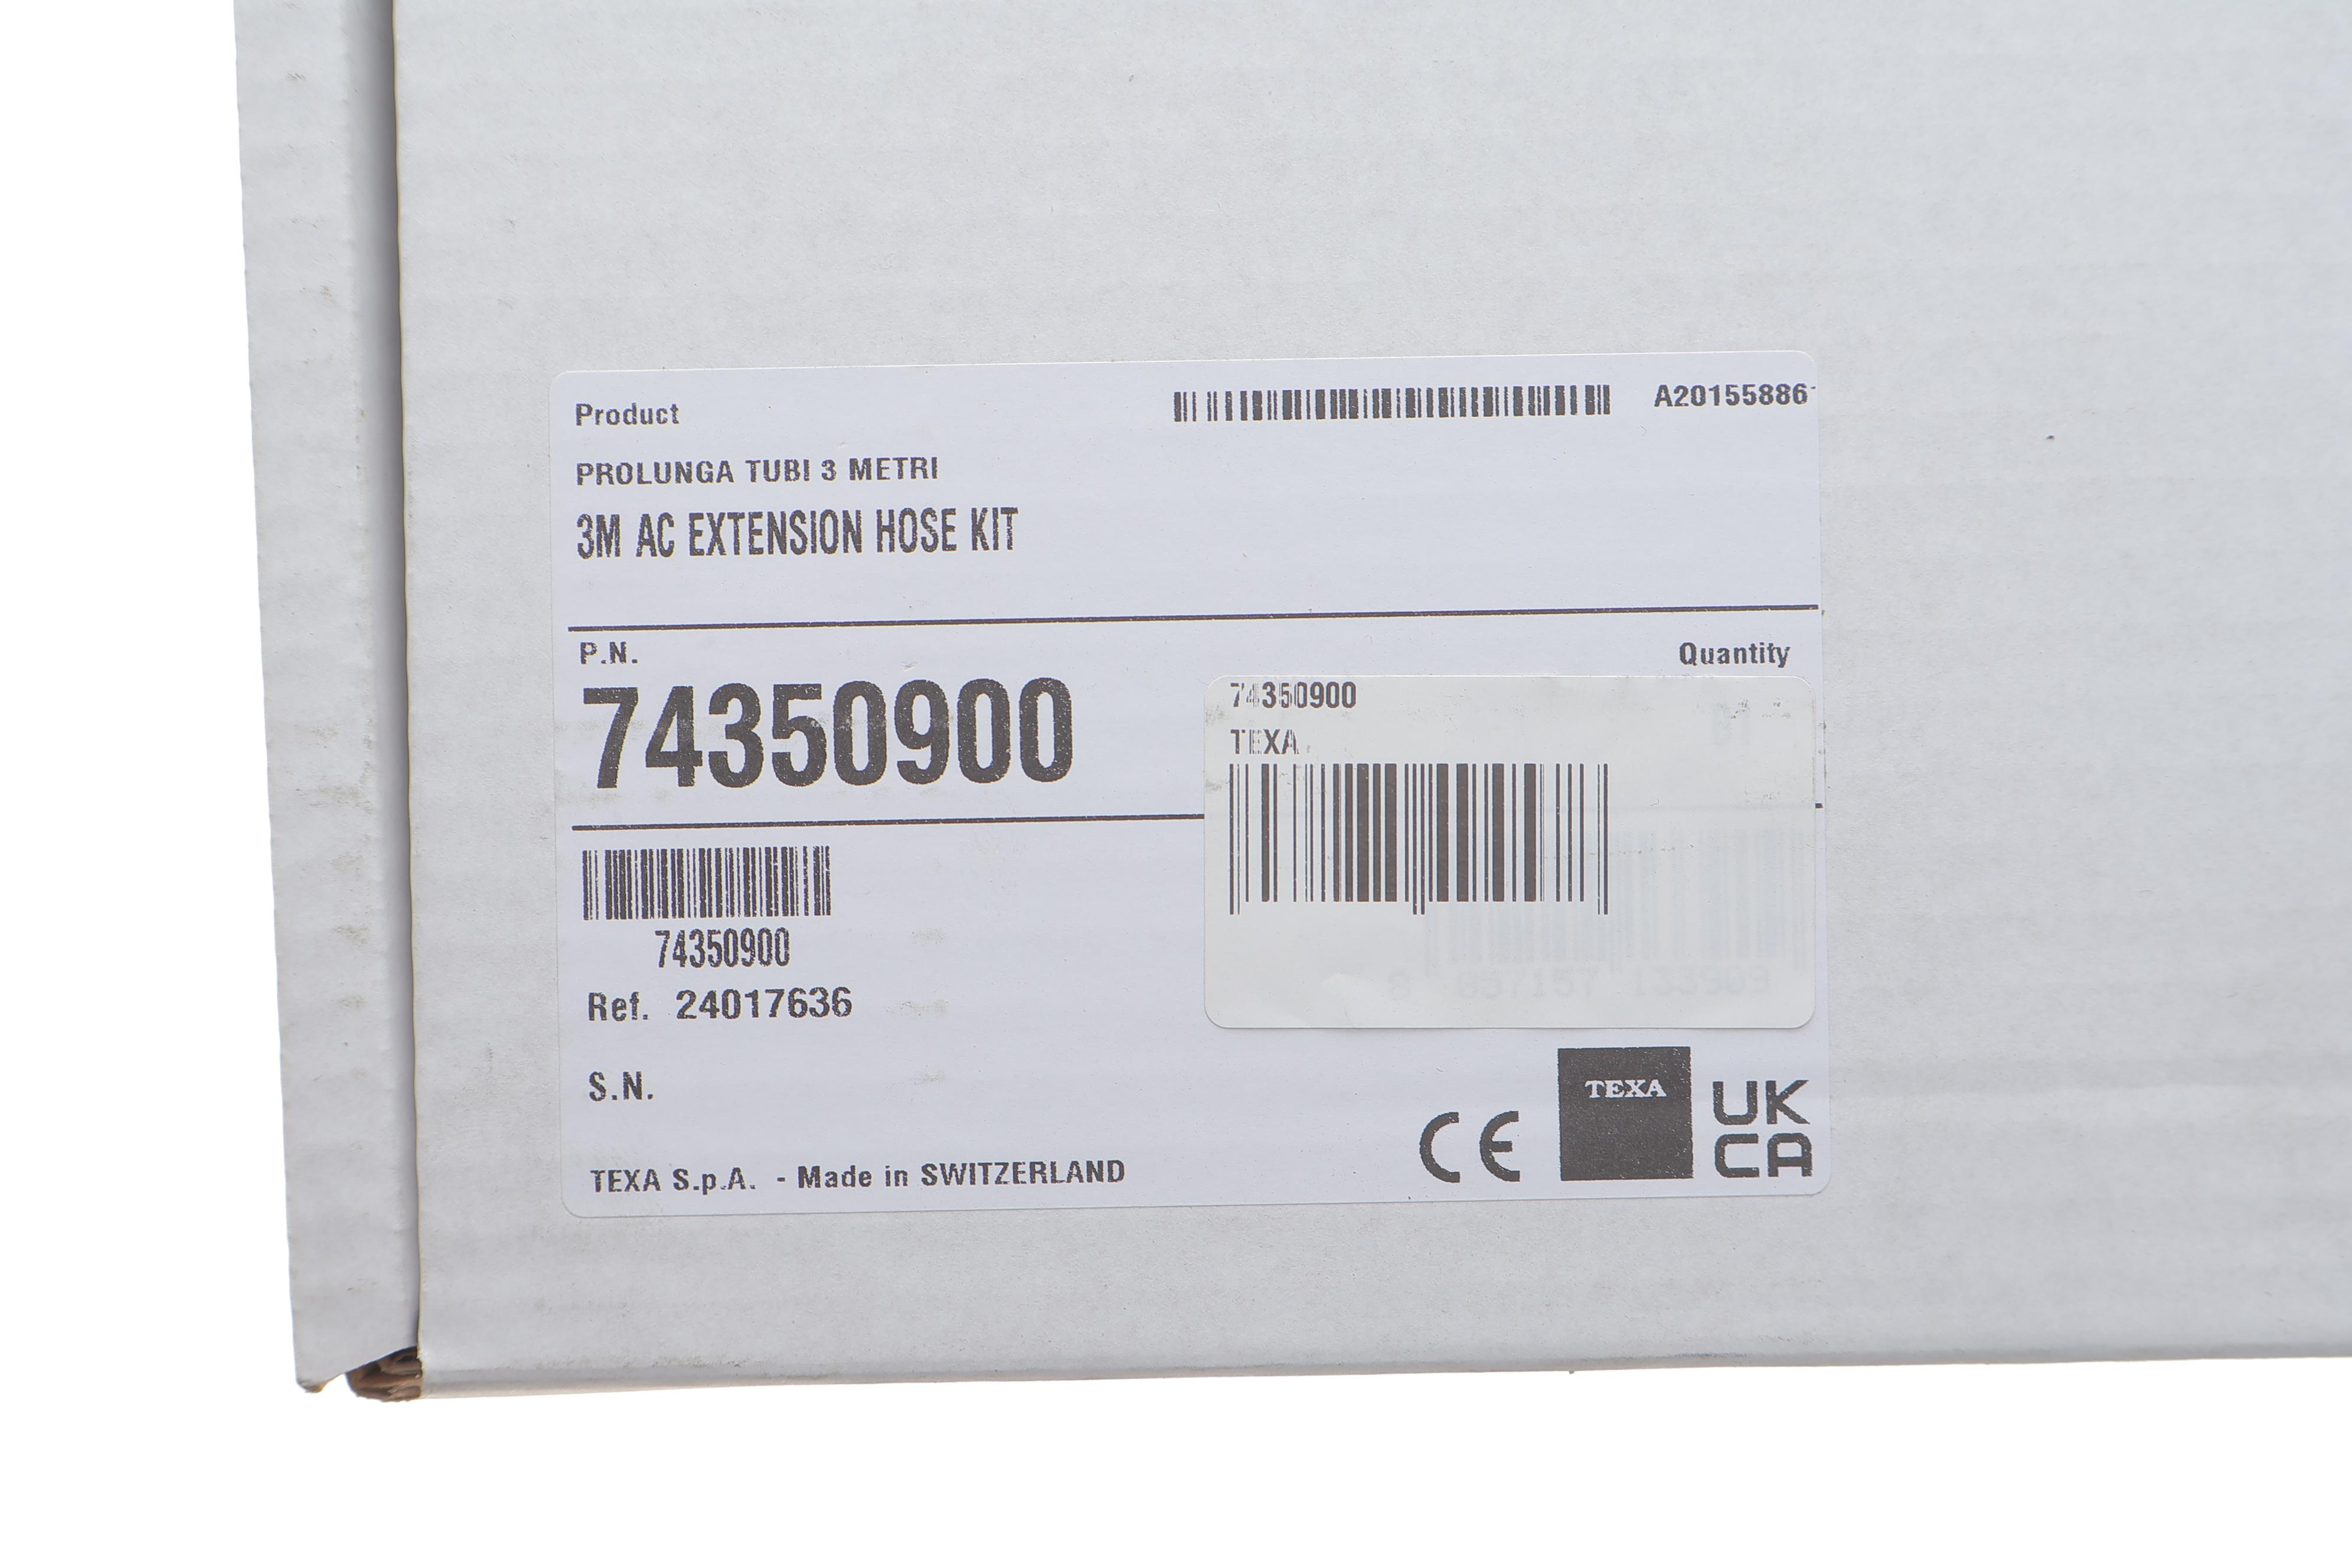 Product
A20155886
PROLUNGA TUBI 3 METRI
3M AC EXTENSION HOSE KIT
P.N.
Quantity
74350900
74350900
TEXA
74350900
Ref. 24017636
S.N.
TEXA S.p.A. - Made in SWITZERLAND
CE
TEXA
UK
CA